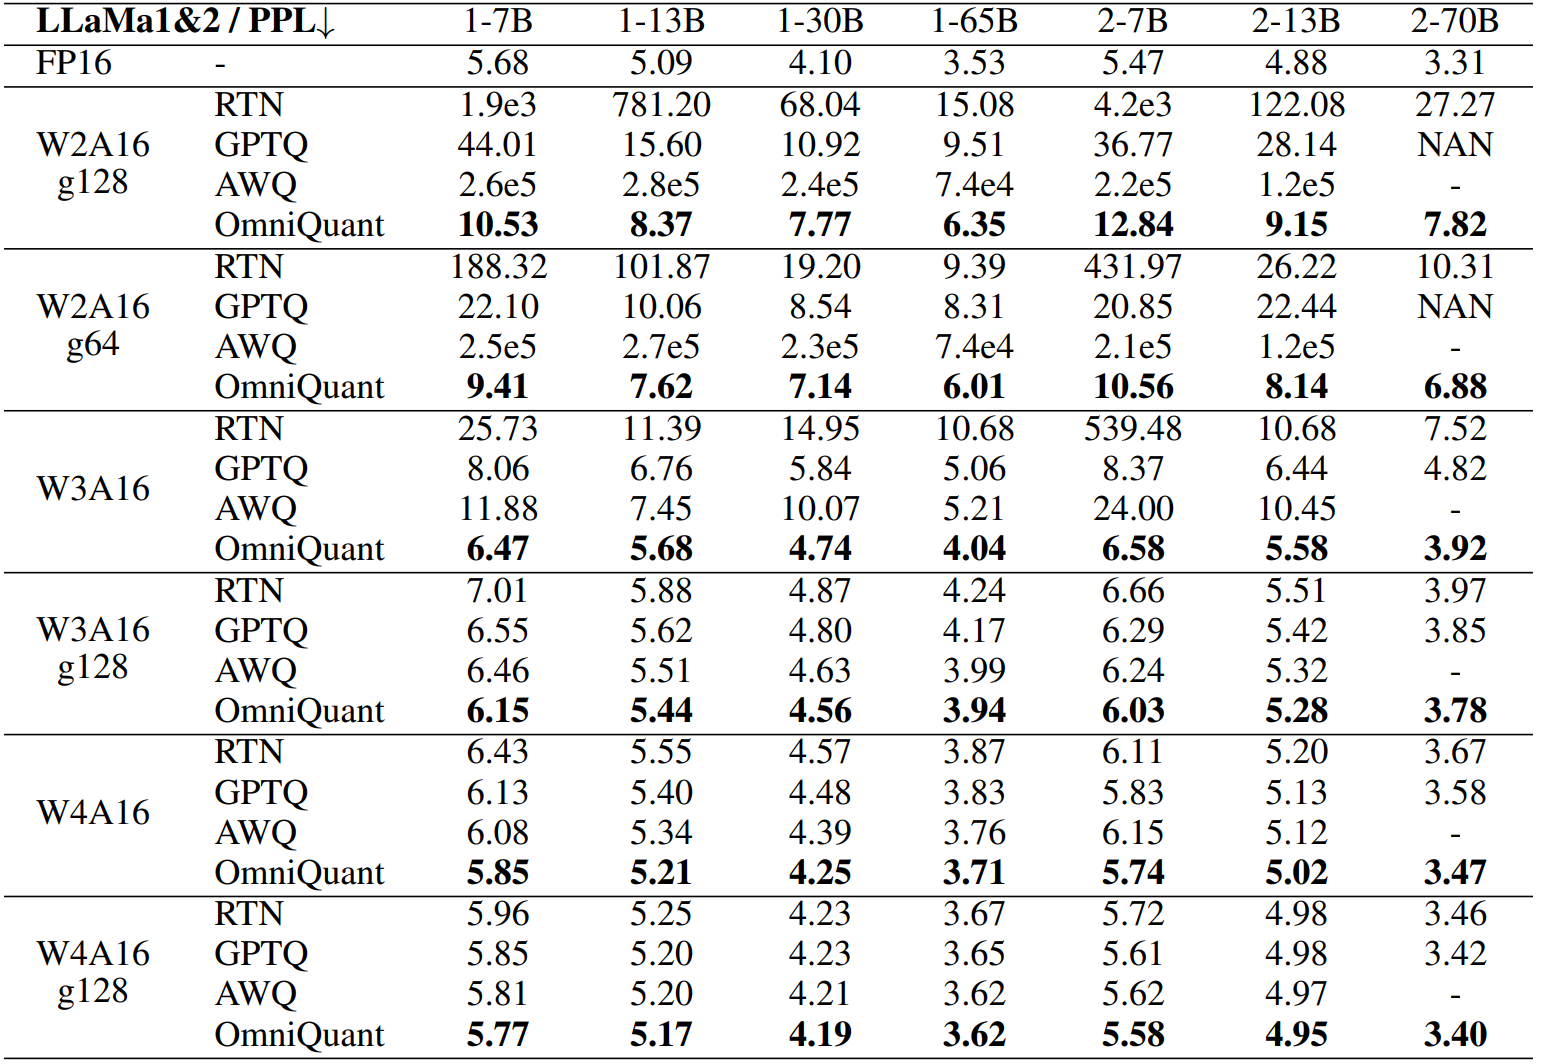 LLaMa1&2 / PPL↓ 1-7B 1-13B 1-30B 1-65B 2-7B 2-13B 2-70B
FP16 - 5.68 5.09 4.10 3.53 5.47 4.88 3.31
RTN 1.9e3 781.20 68.04 15.08 4.2e3 122.08 27.27
W2A16 GPTQ 44.01 15.60 10.92 9.51 36.77 28.14 NAN
g128 AWQ 2.6e5 2.8e5 2.4e5 7.4e4 2.2e5 1.2e5 -
OmniQuant 10.53 8.37 7.77 6.35 12.84 9.15 7.82
RTN 188.32 101.87 19.20 9.39 431.97 26.22 10.31
W2A16 GPTQ 22.10 10.06 8.54 8.31 20.85 22.44 NAN
g64 AWQ 2.5e5 2.7e5 2.3e5 7.4e4 2.1e5 1.2e5 -
OmniQuant 9.41 7.62 7.14 6.01 10.56 8.14 6.88
RTN 25.73 11.39 14.95 10.68 539.48 10.68 7.52
GPTQ 8.06 6.76 5.84 5.06 8.37 6.44 4.82
W3A16
AWQ 11.88 7.45 10.07 5.21 24.00 10.45 -
OmniQuant 6.47 5.68 4.74 4.04 6.58 5.58 3.92
RTN 7.01 5.88 4.87 4.24 6.66 5.51 3.97
W3A16 GPTQ 6.55 5.62 4.80 4.17 6.29 5.42 3.85
g128 AWQ 6.46 5.51 4.63 3.99 6.24 5.32 -
OmniQuant 6.15 5.44 4.56 3.94 6.03 5.28 3.78
RTN 6.43 5.55 4.57 3.87 6.11 5.20 3.67
GPTQ 6.13 5.40 4.48 3.83 5.83 5.13 3.58
W4A16
AWQ 6.08 5.34 4.39 3.76 6.15 5.12 -
OmniQuant 5.85 5.21 4.25 3.71 5.74 5.02 3.47
RTN 5.96 5.25 4.23 3.67 5.72 4.98 3.46
W4A16 GPTQ 5.85 5.20 4.23 3.65 5.61 4.98 3.42
g128 AWQ 5.81 5.20 4.21 3.62 5.62 4.97 -
OmniQuant 5.77 5.17 4.19 3.62 5.58 4.95 3.40